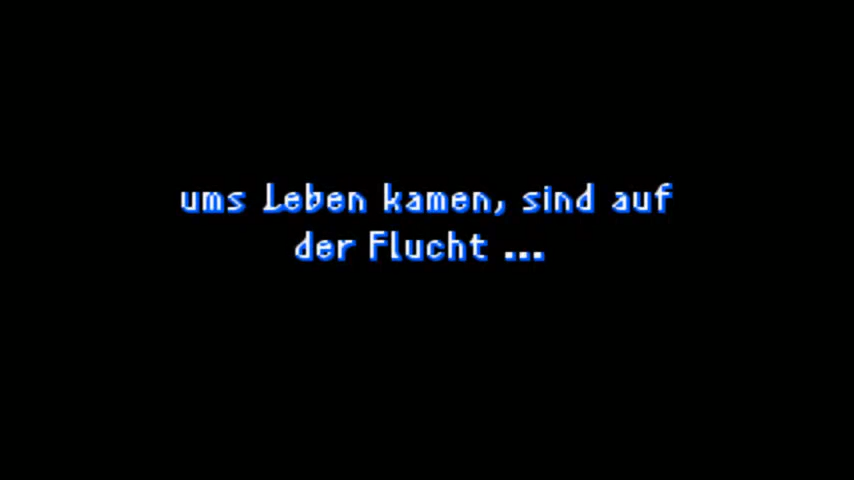 ums Leben kamen, sind auf
der Flucht ...